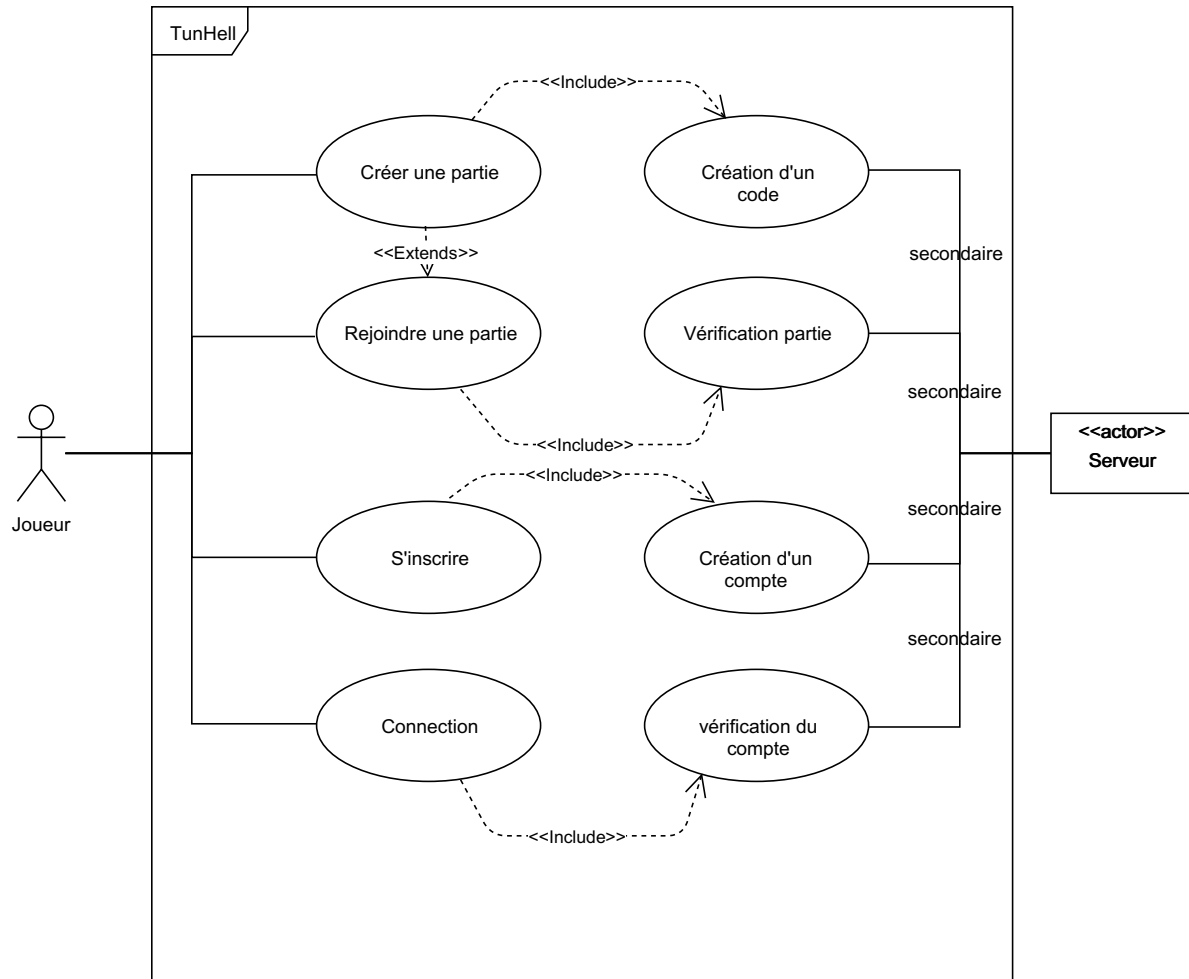 TunHell
<<Include>>
Créer une partie
Création d'un
code
<<Extends>>
secondaire
Rejoindre une partie
Vérification partie
secondaire
<<Include>>
<<actor>>
Serveur
Joueur
<<Include>>
secondaire
S'inscrire
Création d'un
compte
secondaire
Connection
vérification du
compte
<<Include>>